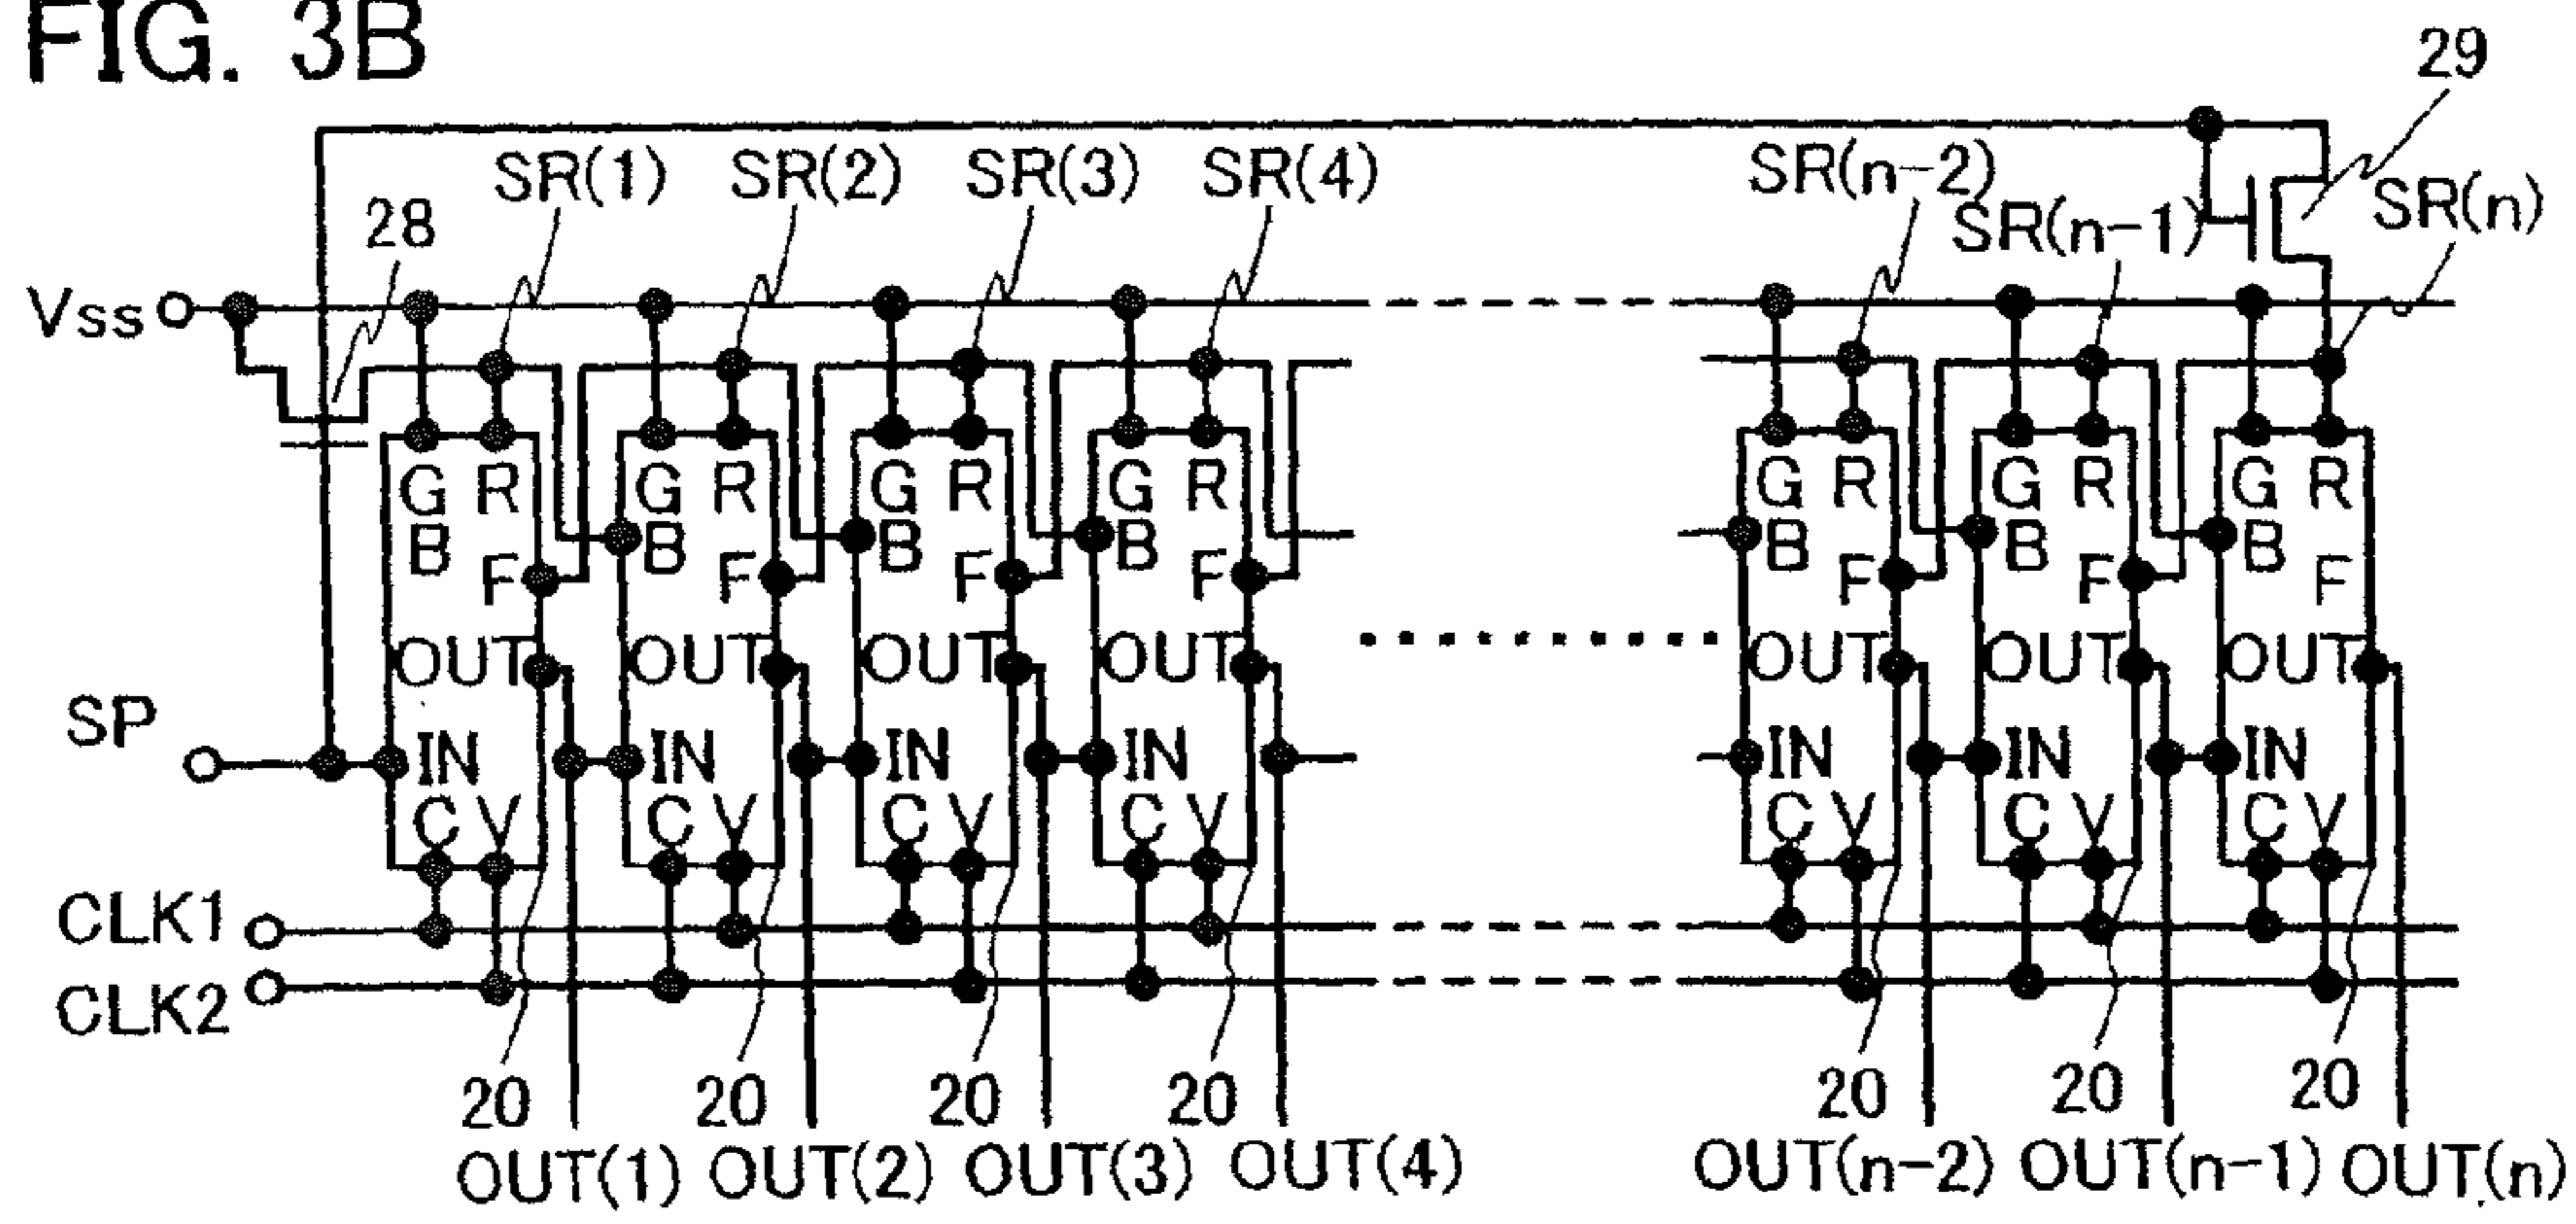 FIG. 3B
29
SR(1) SR(2) SR(3) SR(4) SR(n-2) SR(n-1) SR(n)
28
Vss
G R G R G R G R G R G R G R
B B B B B B B
F F F F F F F
OUT OUT OUT OUT OUT OUT OUT
SP
IN IN IN IN IN IN IN
C V C V C V C V C V C V C V
CLK1
CLK2
20 20 20 20 20 20 20
OUT(1) OUT(2) OUT(3) OUT(4) OUT(n-2) OUT(n-1) OUT(n)